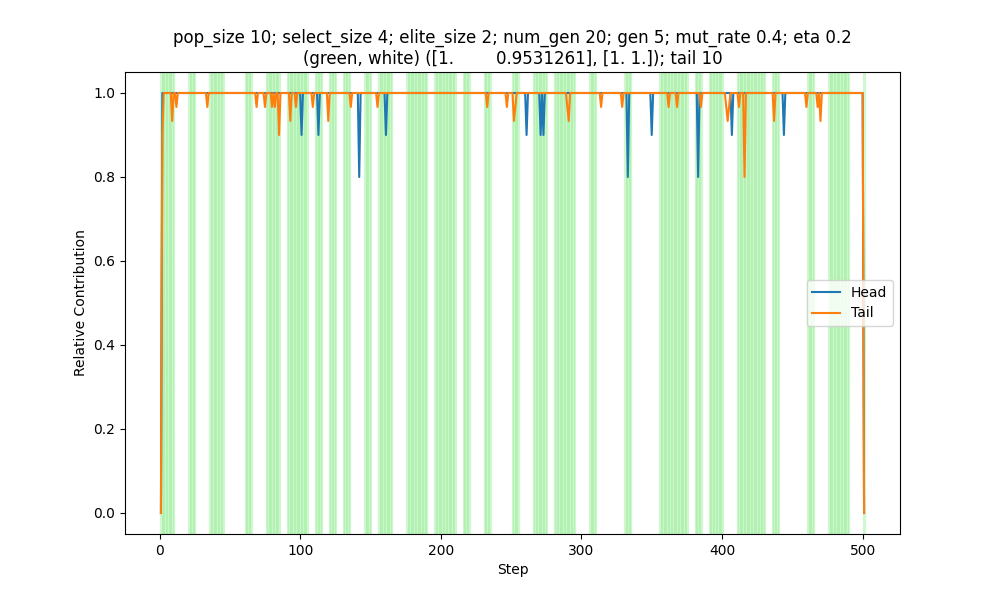 pop_size 10; select_size 4; elite_size 2; num_gen 20; gen 5; mut_rate 0.4; eta 0.2
(green, white) ([1.        0.9531261], [1. 1.]); tail 10
1.0
0.8
0.6
0.4
0.2
0.0
Relative Contribution
Head
Tail
0 100 200 300 400 500
Step